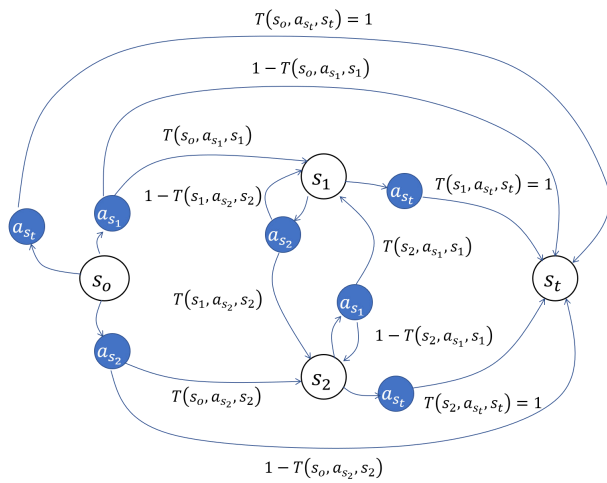 T(s_o, a_{s_t}, s_t) = 1
1 − T(s_o, a_{s_1}, s_1)
T(s_o, a_{s_1}, s_1)
s_1
1 − T(s_1, a_{s_2}, s_2)
a_{s_t}
T(s_1, a_{s_t}, s_t) = 1
a_{s_t}
a_{s_1}
a_{s_2}
T(s_2, a_{s_1}, s_1)
s_o
s_t
T(s_1, a_{s_2}, s_2)
a_{s_1}
1 − T(s_2, a_{s_1}, s_1)
a_{s_2}
s_2
T(s_o, a_{s_2}, s_2)
a_{s_t}
T(s_2, a_{s_t}, s_t) = 1
1 − T(s_o, a_{s_2}, s_2)